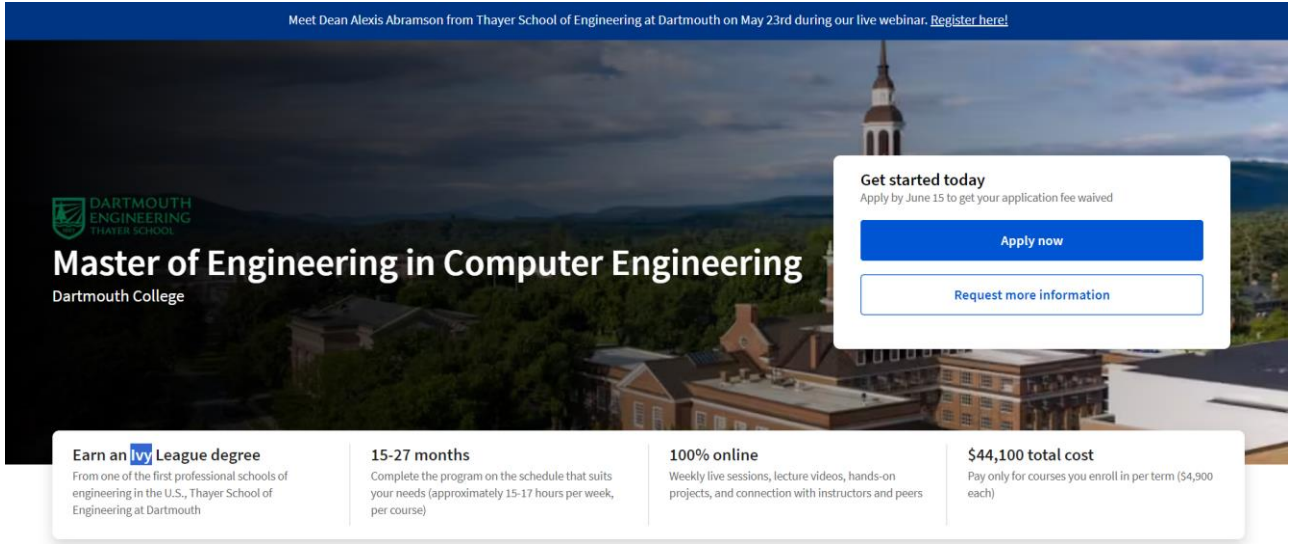 Meet Dean Alexis Abramson from Thayer School of Engineering at Dartmouth on May 23rd during our live webinar. Register here!
DARTMOUTH
ENGINEERING
THAYER SCHOOL
Master of Engineering in Computer Engineering
Dartmouth College
Get started today
Apply by June 15 to get your application fee waived
Apply now
Request more information
Earn an Ivy League degree
From one of the first professional schools of
engineering in the U.S., Thayer School of
Engineering at Dartmouth
15-27 months
Complete the program on the schedule that suits
your needs (approximately 15-17 hours per week,
per course)
100% online
Weekly live sessions, lecture videos, hands-on
projects, and connection with instructors and peers
$44,100 total cost
Pay only for courses you enroll in per term ($4,900
each)